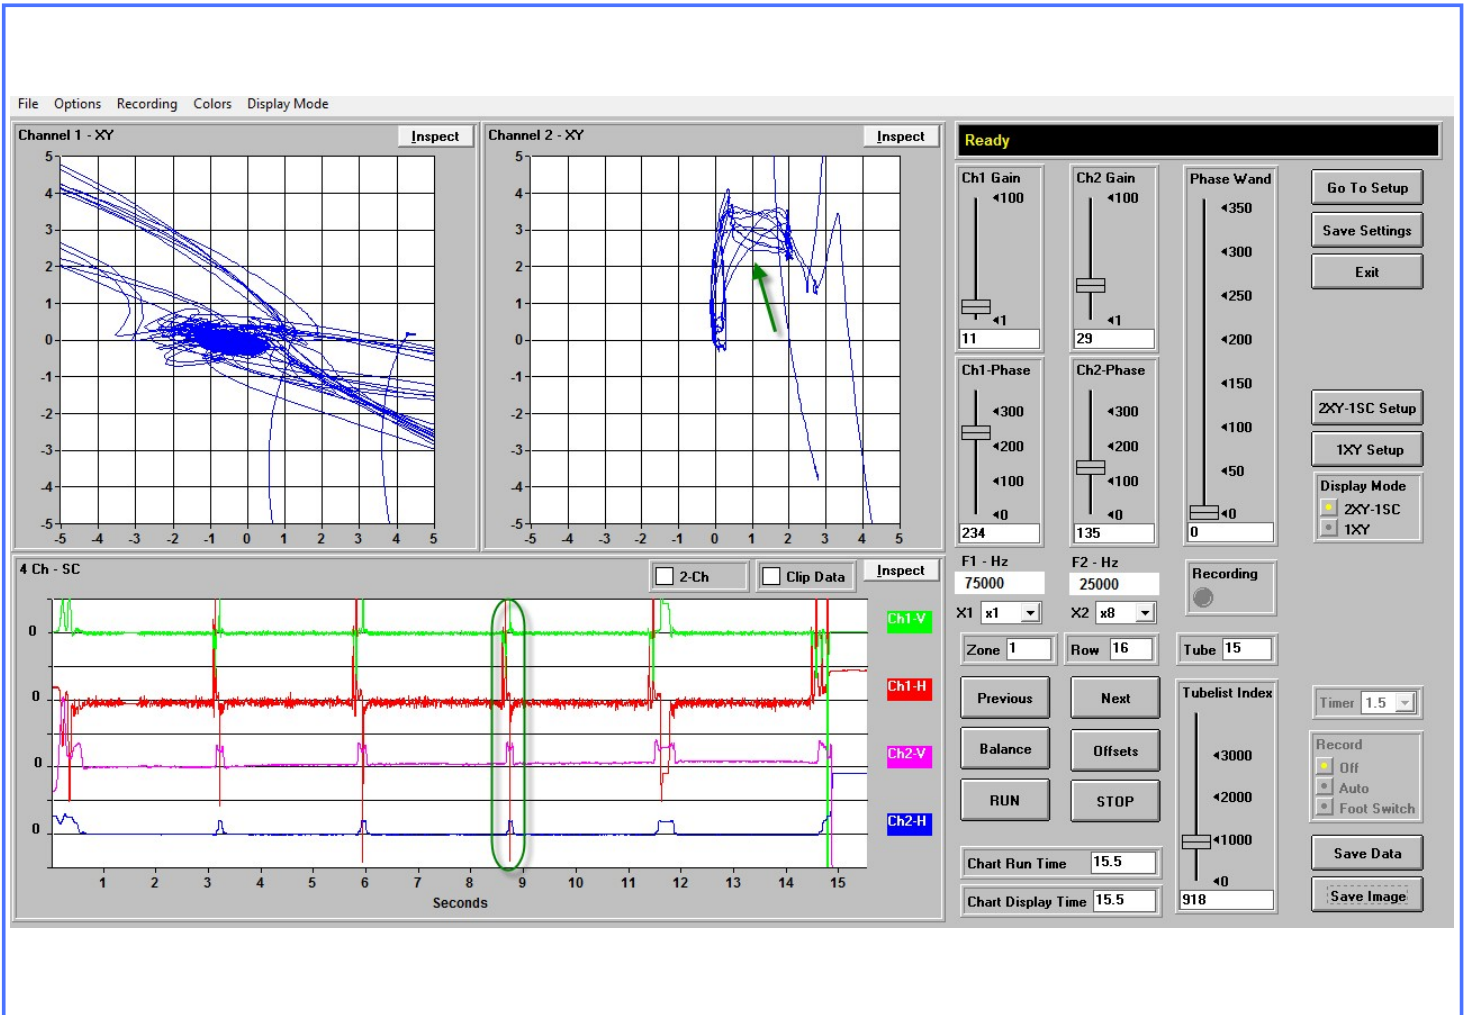 File Options Recording Colors Display Mode
Channel 1 - XY
Inspect
5
4
3
2
1
0
-1
-2
-3
-4
-5
-5 -4 -3 -2 -1 0 1 2 3 4 5
Channel 2 - XY
Inspect
5
4
3
2
1
0
-1
-2
-3
-4
-5
-5 -4 -3 -2 -1 0 1 2 3 4 5
4 Ch - SC
2-Ch
Clip Data
Inspect
0
0
0
0
Ch1-V
Ch1-H
Ch2-V
Ch2-H
1 2 3 4 5 6 7 8 9 10 11 12 13 14 15
Seconds
Ready
Ch1 Gain
100
1
11
Ch2 Gain
100
1
29
Phase Wand
350
300
250
200
150
100
50
0
0
Ch1-Phase
300
200
100
0
234
Ch2-Phase
300
200
100
0
135
F1 - Hz
75000
F2 - Hz
25000
X1 x1
X2 x8
Recording
Zone 1
Row 16
Tube 15
Previous
Next
Balance
Offsets
RUN
STOP
Chart Run Time 15.5
Chart Display Time 15.5
Tubelist Index
3000
2000
1000
0
918
Go To Setup
Save Settings
Exit
2XY-1SC Setup
1XY Setup
Display Mode
2XY-1SC
1XY
Timer 1.5
Record
Off
Auto
Foot Switch
Save Data
Save Image